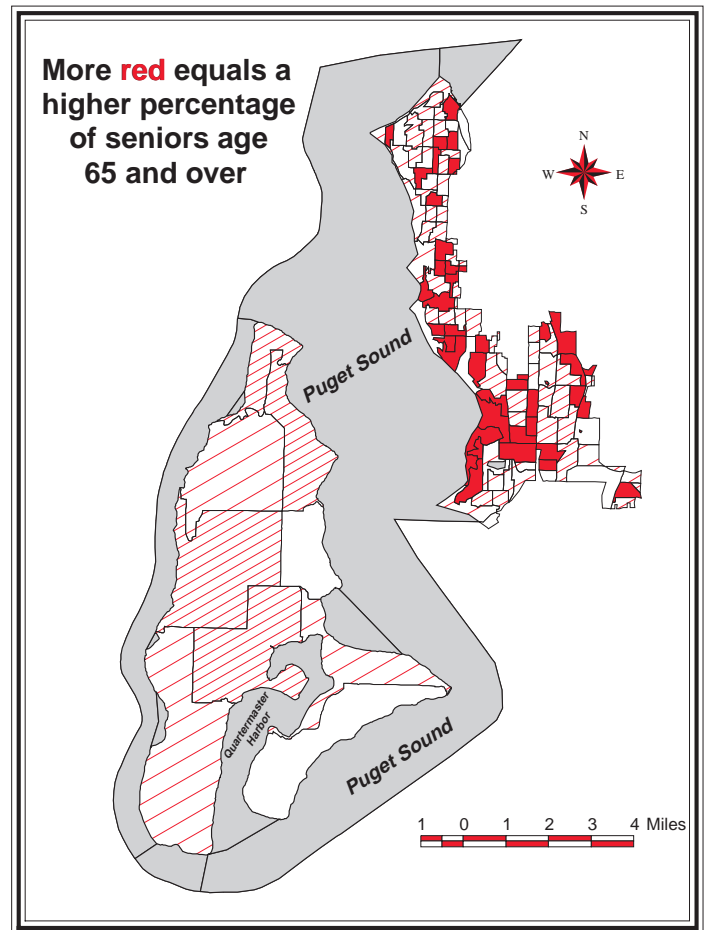 More red equals a
higher percentage
of seniors age
65 and over
N
W E
S
Puget Sound
Quartermaster
Harbor
Puget Sound
1 0 1 2 3 4 Miles